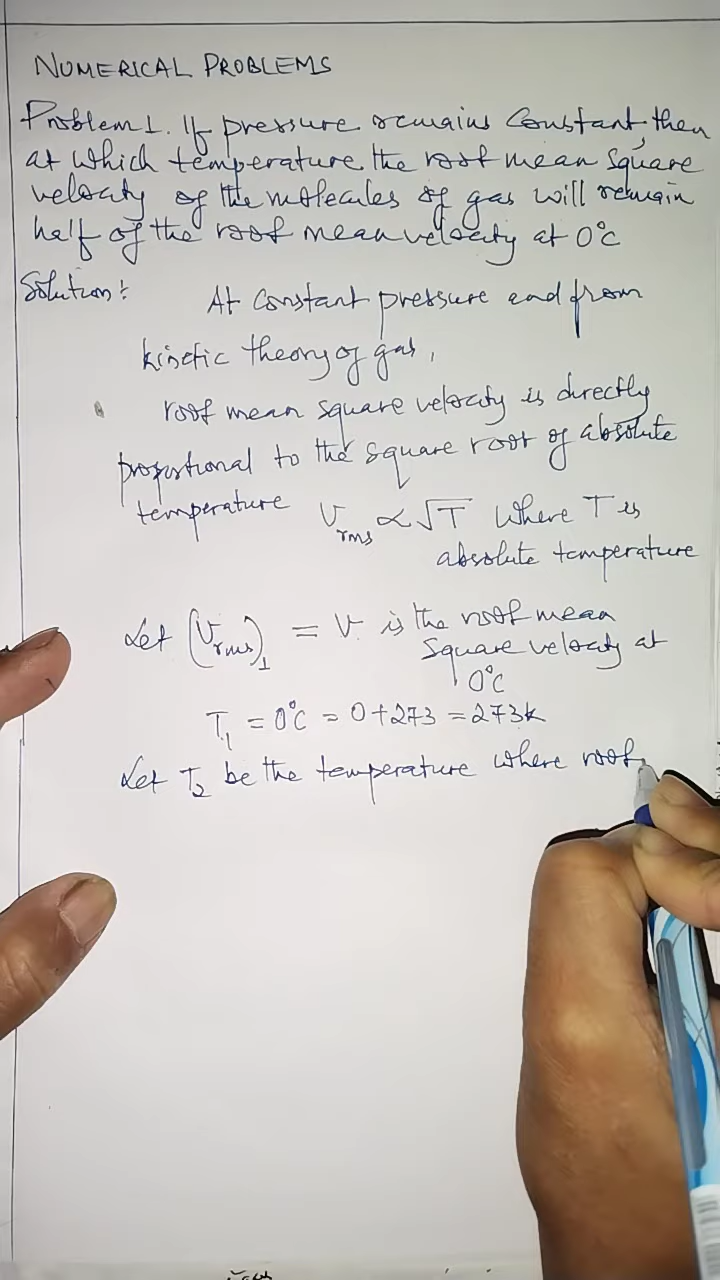 NUMERICAL PROBLEMS
Problem 1. If pressure remains Constant, then
at which temperature the root mean square
velocity of the molecules of gas will remain
half of the root mean velocity at 0°C
Solution: At constant pressure and from
kinetic theory of gas,
root mean square velocity is directly
proportional to the square root of absolute
temperature V_rms ∝ √T where T is
absolute temperature
Let (V_rms)_1 = V is the root mean
square velocity at
0°C
T_1 = 0°C = 0+273 = 273K
Let T_2 be the temperature where root